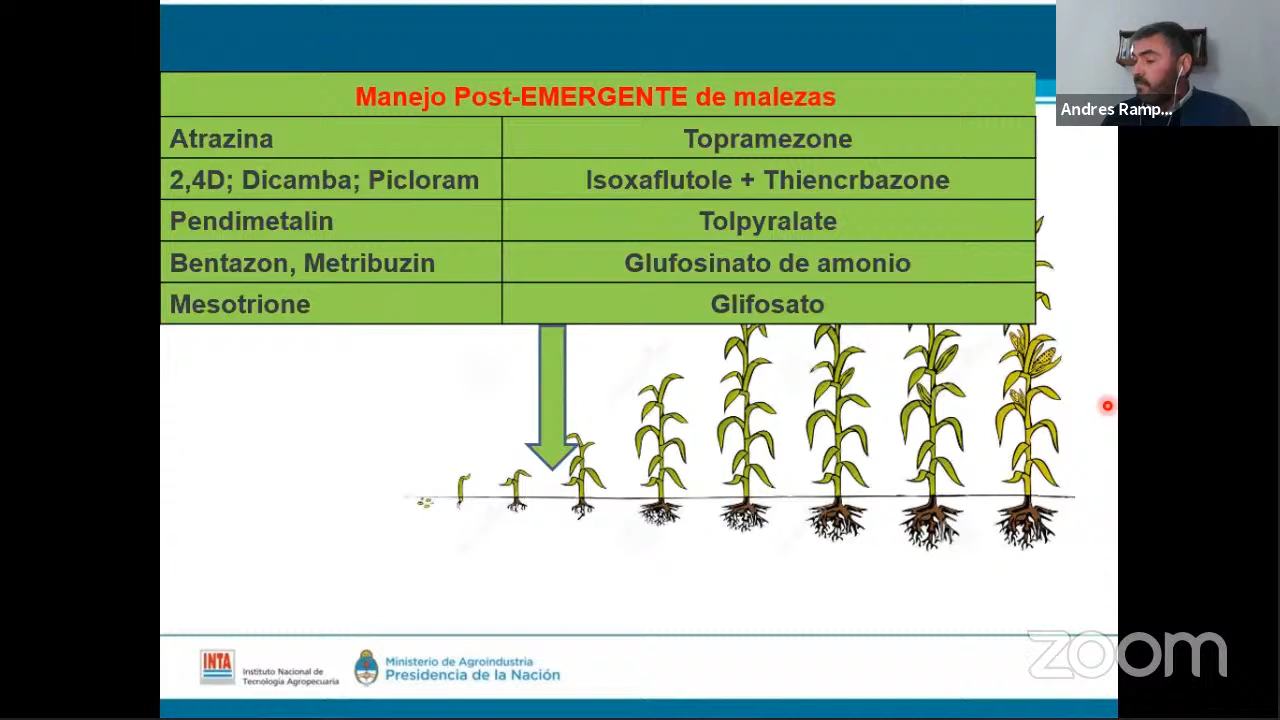 Manejo Post-EMERGENTE de malezas
Atrazina Topramezone
2,4D; Dicamba; Picloram Isoxaflutole + Thiencrbazone
Pendimetalin Tolpyralate
Bentazon, Metribuzin Glufosinato de amonio
Mesotrione Glifosato
Andres Ramp...
INTA
Instituto Nacional de
Tecnología Agropecuaria
Ministerio de Agroindustria
Presidencia de la Nación
zoom